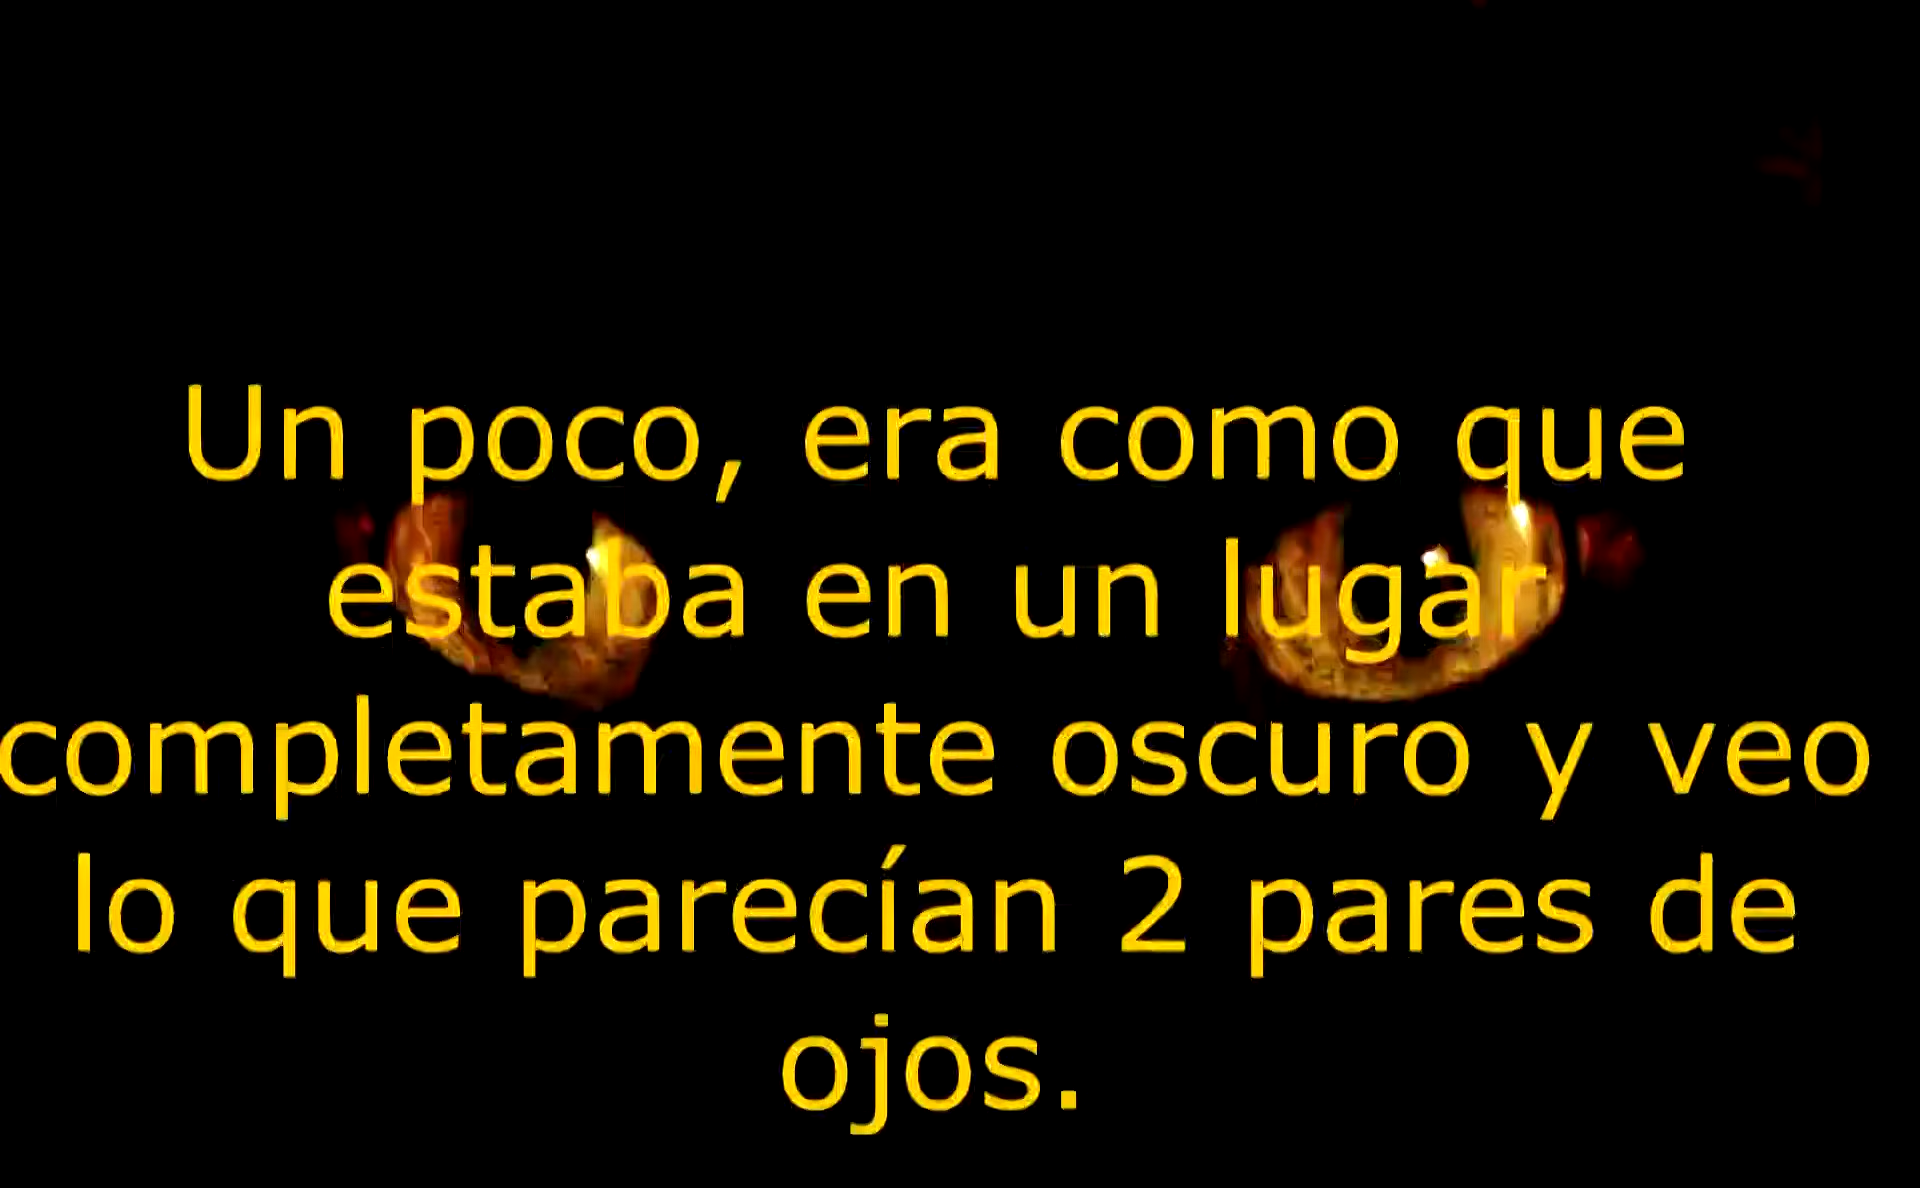 Un poco, era como que
estaba en un lugar
completamente oscuro y veo
lo que parecían 2 pares de
ojos.